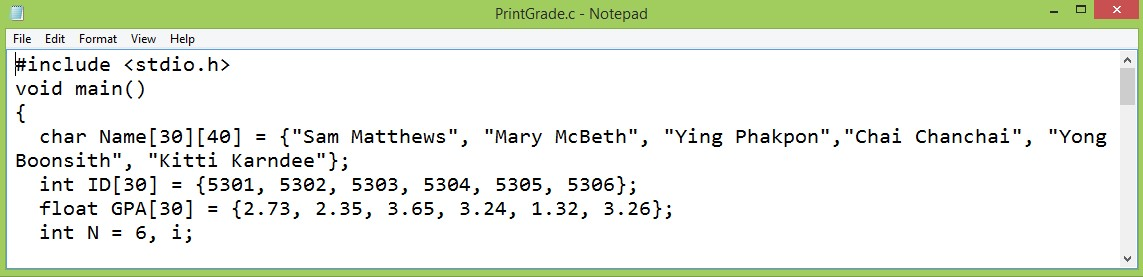 PrintGrade.c - Notepad
File Edit Format View Help
#include <stdio.h>
void main()
{
  char Name[30][40] = {"Sam Matthews", "Mary McBeth", "Ying Phakpon","Chai Chanchai", "Yong
Boonsith", "Kitti Karndee"};
  int ID[30] = {5301, 5302, 5303, 5304, 5305, 5306};
  float GPA[30] = {2.73, 2.35, 3.65, 3.24, 1.32, 3.26};
  int N = 6, i;